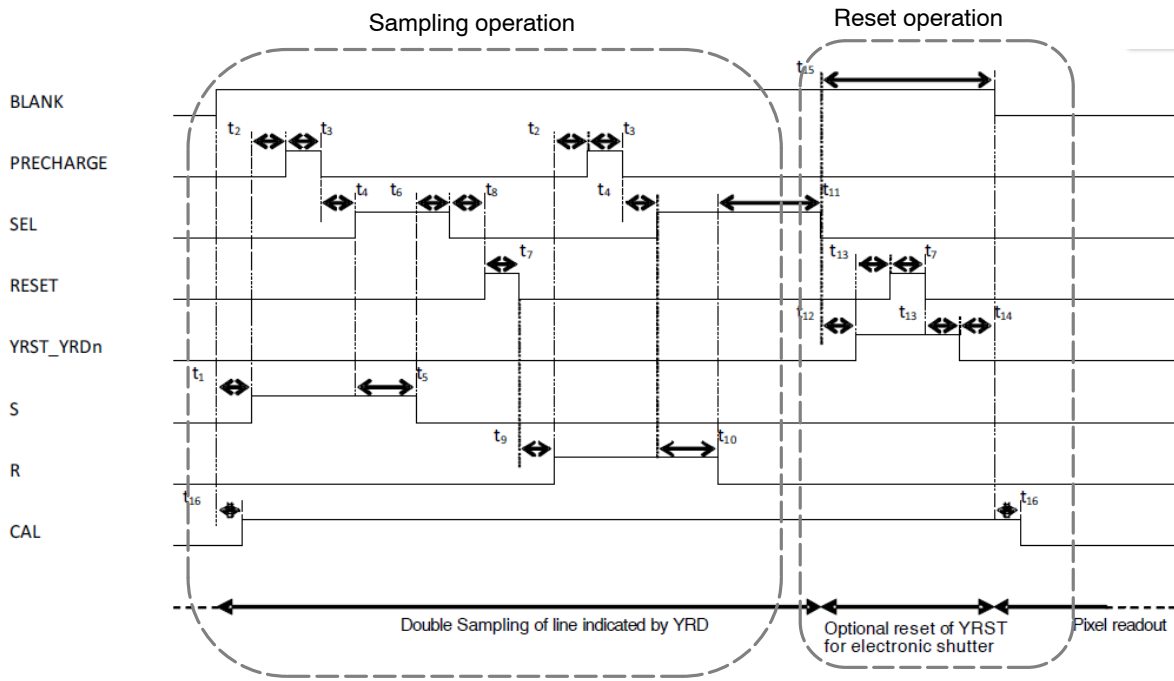 Sampling operation
Reset operation
t15
BLANK
t2
t3
t2
t3
PRECHARGE
t4
t6
t8
t4
t11
SEL
t7
t13
t7
RESET
t12
t13
t14
YRST_YRDn
t1
t5
S
t9
t10
R
t16
t16
CAL
Double Sampling of line indicated by YRD
Optional reset of YRST
for electronic shutter
Pixel readout